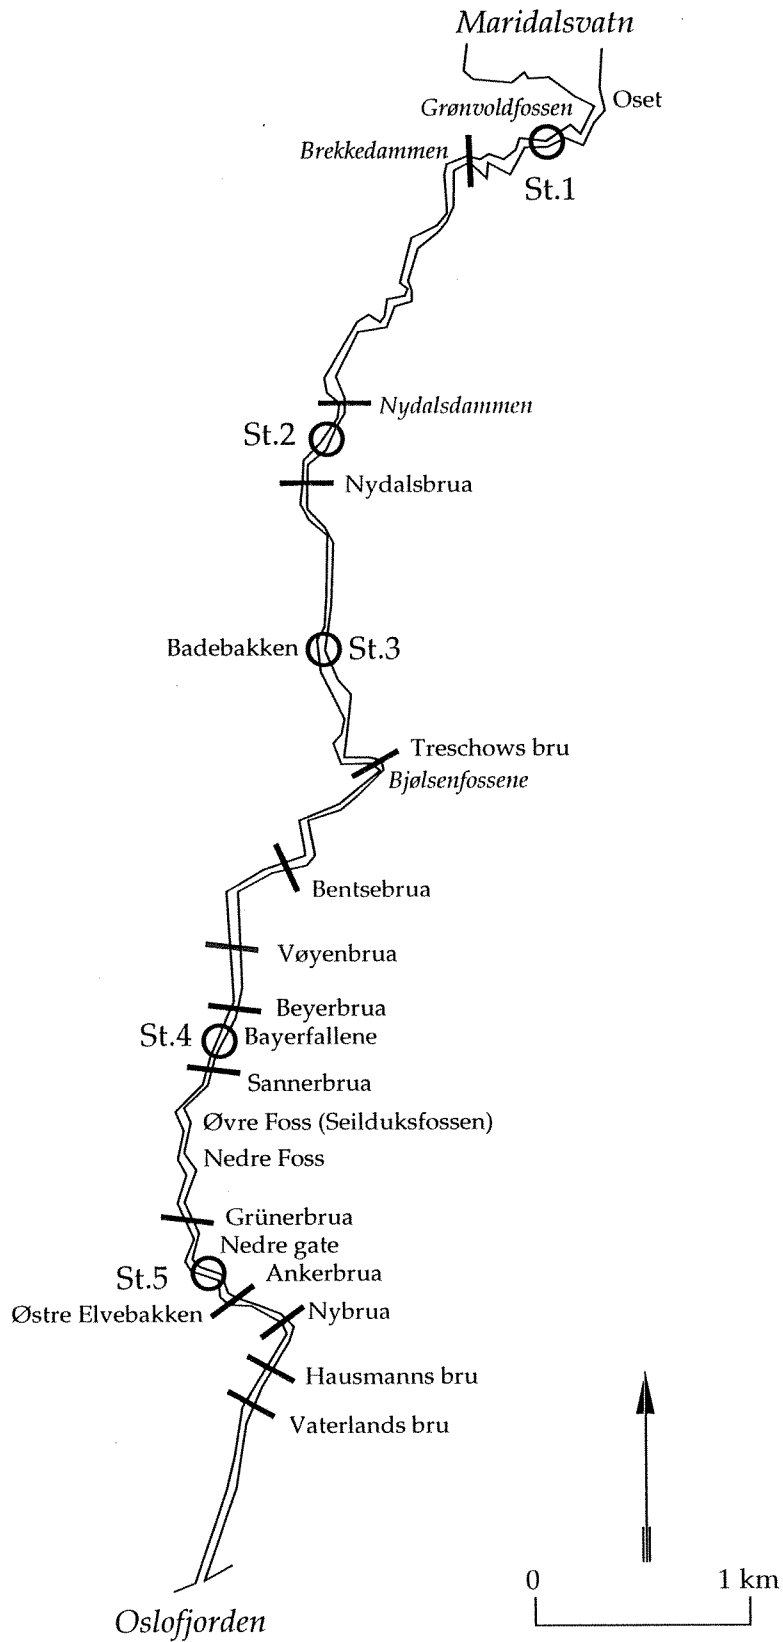 Maridalsvatn
Grønvoldfossen
Oset
Brekkedammen
St.1
Nydalsdammen
St.2
Nydalsbrua
Badebakken
St.3
Treschows bru
Bjølsenfossene
Bentsebrua
Vøyenbrua
Beyerbrua
St.4
Bayerfallene
Sannerbrua
Øvre Foss (Seilduksfossen)
Nedre Foss
Grünerbrua
Nedre gate
St.5
Ankerbrua
Østre Elvebakken
Nybrua
Hausmanns bru
Vaterlands bru
0
1 km
Oslofjorden